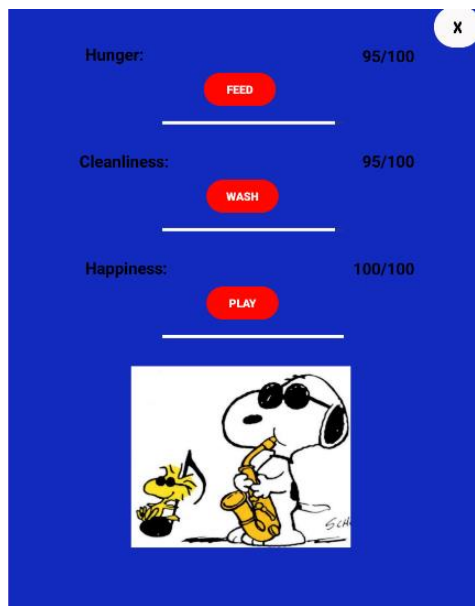 X
Hunger: 95/100
FEED
Cleanliness: 95/100
WASH
Happiness: 100/100
PLAY